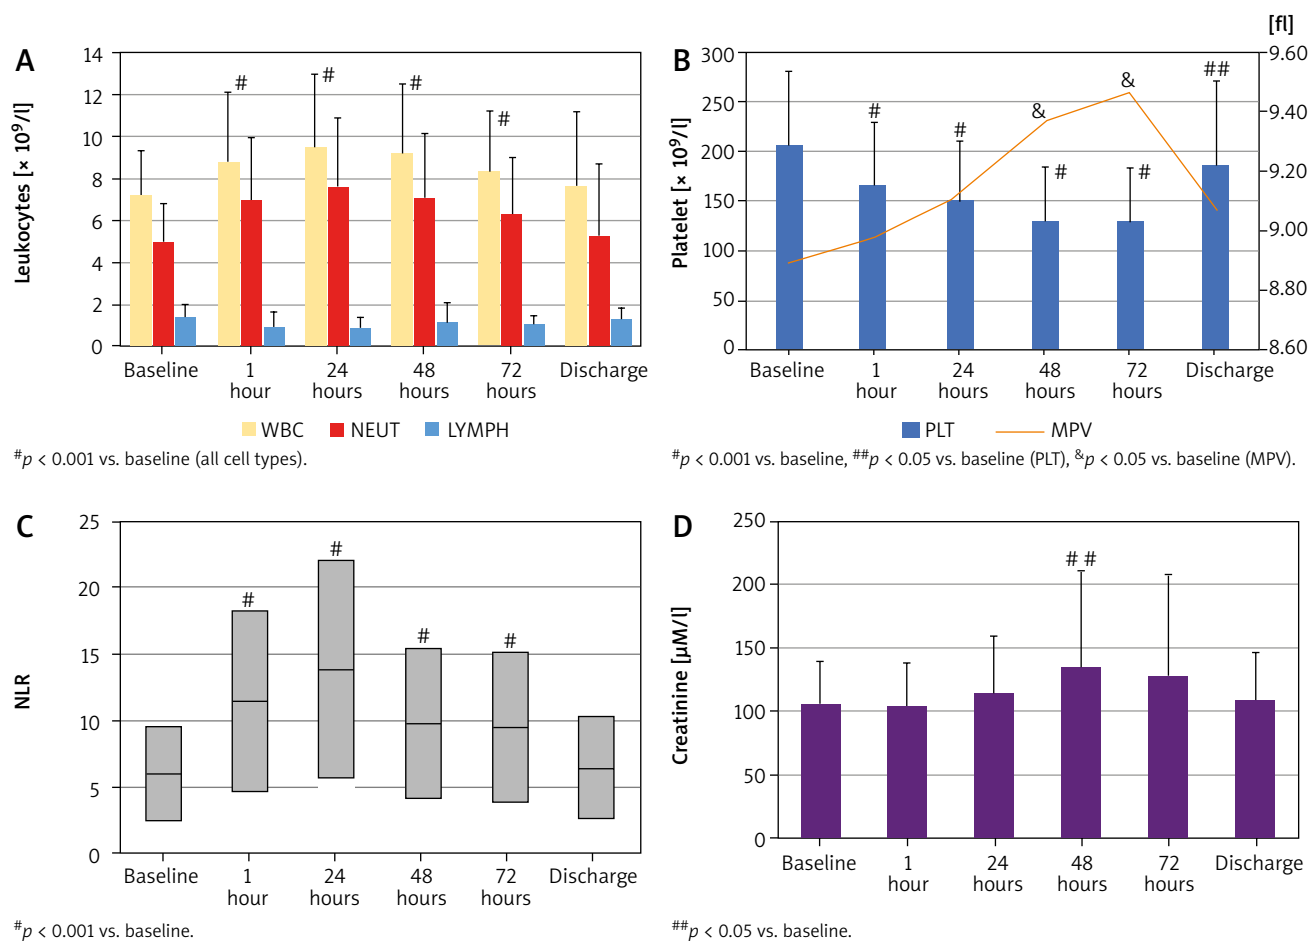 A
Leukocytes [× 10⁹/l]
14
12
10
8
6
4
2
0
#
#
#
#
Baseline 1 24 48 72 Discharge
hour hours hours hours
WBC NEUT LYMPH
#p < 0.001 vs. baseline (all cell types).
B
Platelet [× 10⁹/l]
300
250
200
150
100
50
0
[fl]
9.60
9.40
9.20
9.00
8.80
8.60
#
#
&
#
&
#
##
Baseline 1 24 48 72 Discharge
hour hours hours hours
PLT MPV
#p < 0.001 vs. baseline, ##p < 0.05 vs. baseline (PLT), &p < 0.05 vs. baseline (MPV).
C
NLR
25
20
15
10
5
0
#
#
#
#
Baseline 1 24 48 72 Discharge
hour hours hours hours
#p < 0.001 vs. baseline.
D
Creatinine [µM/l]
250
200
150
100
50
0
# #
Baseline 1 24 48 72 Discharge
hour hours hours hours
##p < 0.05 vs. baseline.